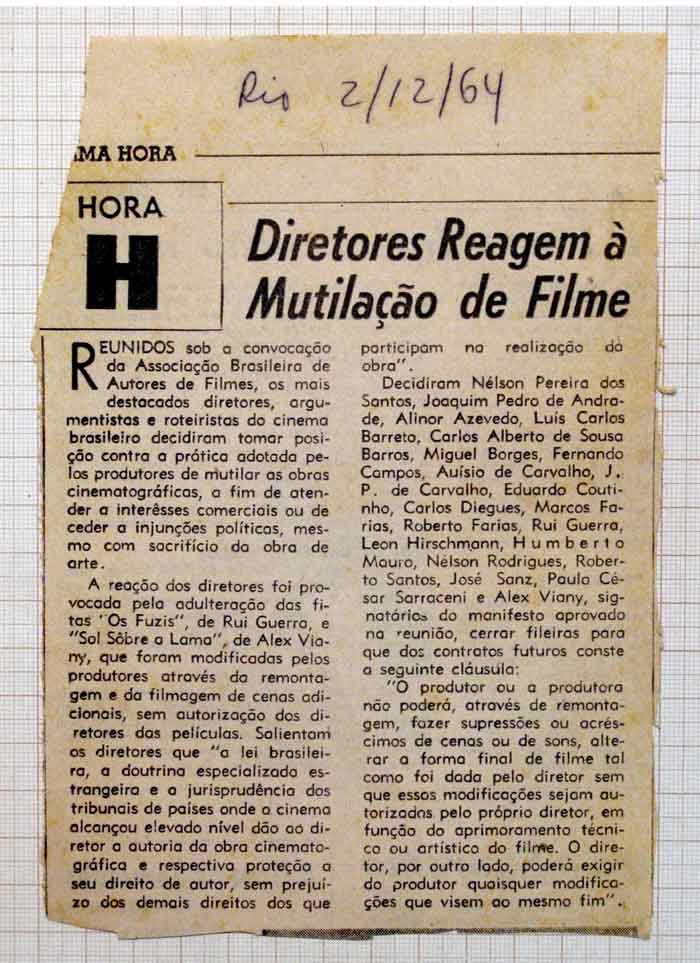 Rio 2/12/64
IMA HORA
HORA
H
Diretores Reagem à
Mutilação de Filme
REUNIDOS sob a convocação
da Associação Brasileira de
Autores de Filmes, os mais
destacados diretores, argu-
mentistas e roteiristas do cinema
brasileiro decidiram tomar posi-
ção contra a prática adotada pe-
los produtores de mutilar as obras
cinematográficas, a fim de aten-
der a interêsses comerciais ou de
ceder a injunções políticas, mes-
mo com sacrifício da obra de
arte.
A reação dos diretores foi pro-
vocada pela adulteração das fi-
tas "Os Fuzis", de Rui Guerra, e
"Sol Sôbre a Lama", de Alex Via-
ny, que foram modificadas pelos
produtores através da remonta-
gem e da filmagem de cenas adi-
cionais, sem autorização dos di-
retores das películas. Salientam
os diretores que "a lei brasilei-
ra, a doutrina especializada es-
trangeira e a jurisprudência dos
tribunais de países onde o cinema
alcançou elevado nível dão ao di-
retor a autoria da obra cinemato-
gráfica e respectiva proteção a
seu direito de autor, sem prejuí-
zo dos demais direitos dos que
participam na realização da
obra".
Decidiram Nélson Pereira dos
Santos, Joaquim Pedro de Andra-
de, Alinor Azevedo, Luís Carlos
Barreto, Carlos Alberto de Sousa
Barros, Miguel Borges, Fernando
Campos, Auísio de Carvalho, J.
P. de Carvalho, Eduardo Couti-
nho, Carlos Diegues, Marcos Fa-
rias, Roberto Farias, Rui Guerra,
Leon Hirschmann, Humberto
Mauro, Nélson Rodrigues, Rober-
to Santos, José Sanz, Paulo Cé-
sar Sarraceni e Alex Viany, sig-
natários do manifesto aprovado
na reunião, cerrar fileiras para
que dos contratos futuros conste
a seguinte cláusula:
"O produtor ou a produtora
não poderá, através de remonta-
gem, fazer supressões ou acrés-
cimos de cenas ou de sons, alte-
rar a forma final de filme tal
como foi dada pelo diretor sem
que essas modificações sejam au-
torizadas pelo próprio diretor, em
função do aprimoramento técni-
co ou artístico do filme. O dire-
tor, por outro lado, poderá exigir
do produtor quaisquer modifica-
ções que visem ao mesmo fim".